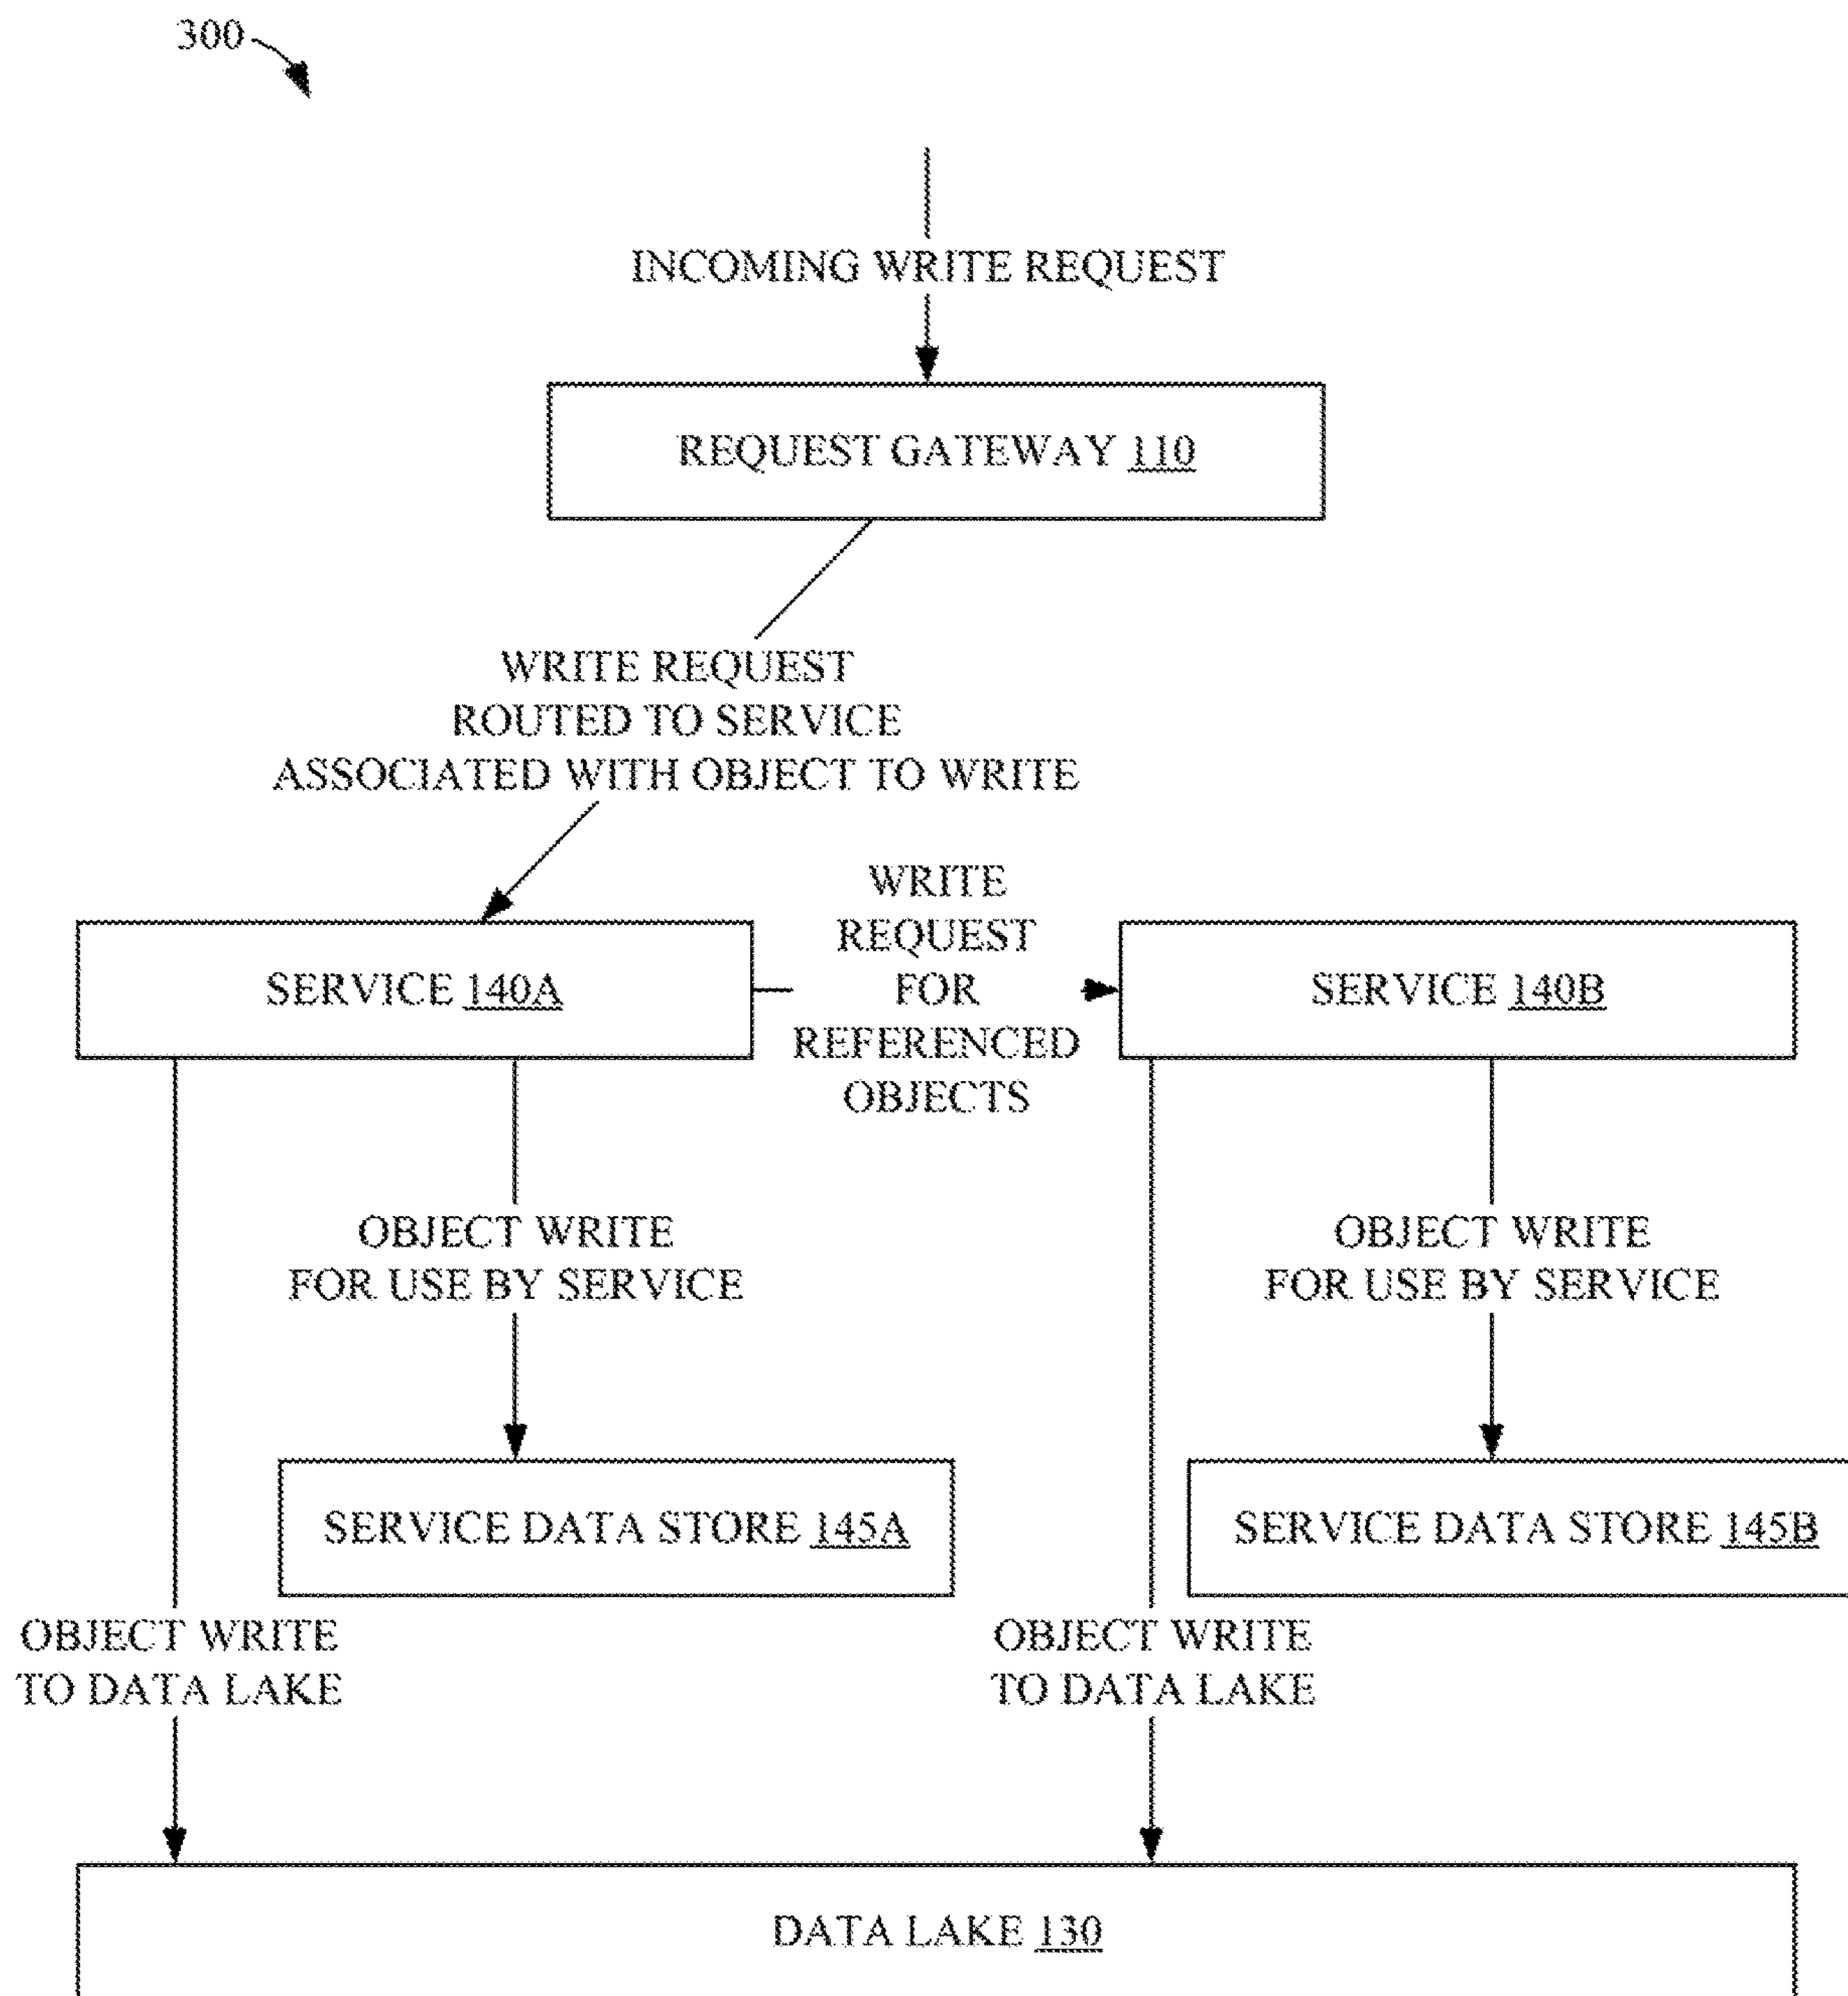 300
INCOMING WRITE REQUEST
REQUEST GATEWAY 110
WRITE REQUEST
ROUTED TO SERVICE
ASSOCIATED WITH OBJECT TO WRITE
WRITE
REQUEST
FOR
REFERENCED
OBJECTS
SERVICE 140A
SERVICE 140B
OBJECT WRITE
FOR USE BY SERVICE
OBJECT WRITE
FOR USE BY SERVICE
SERVICE DATA STORE 145A
SERVICE DATA STORE 145B
OBJECT WRITE
TO DATA LAKE
OBJECT WRITE
TO DATA LAKE
DATA LAKE 130